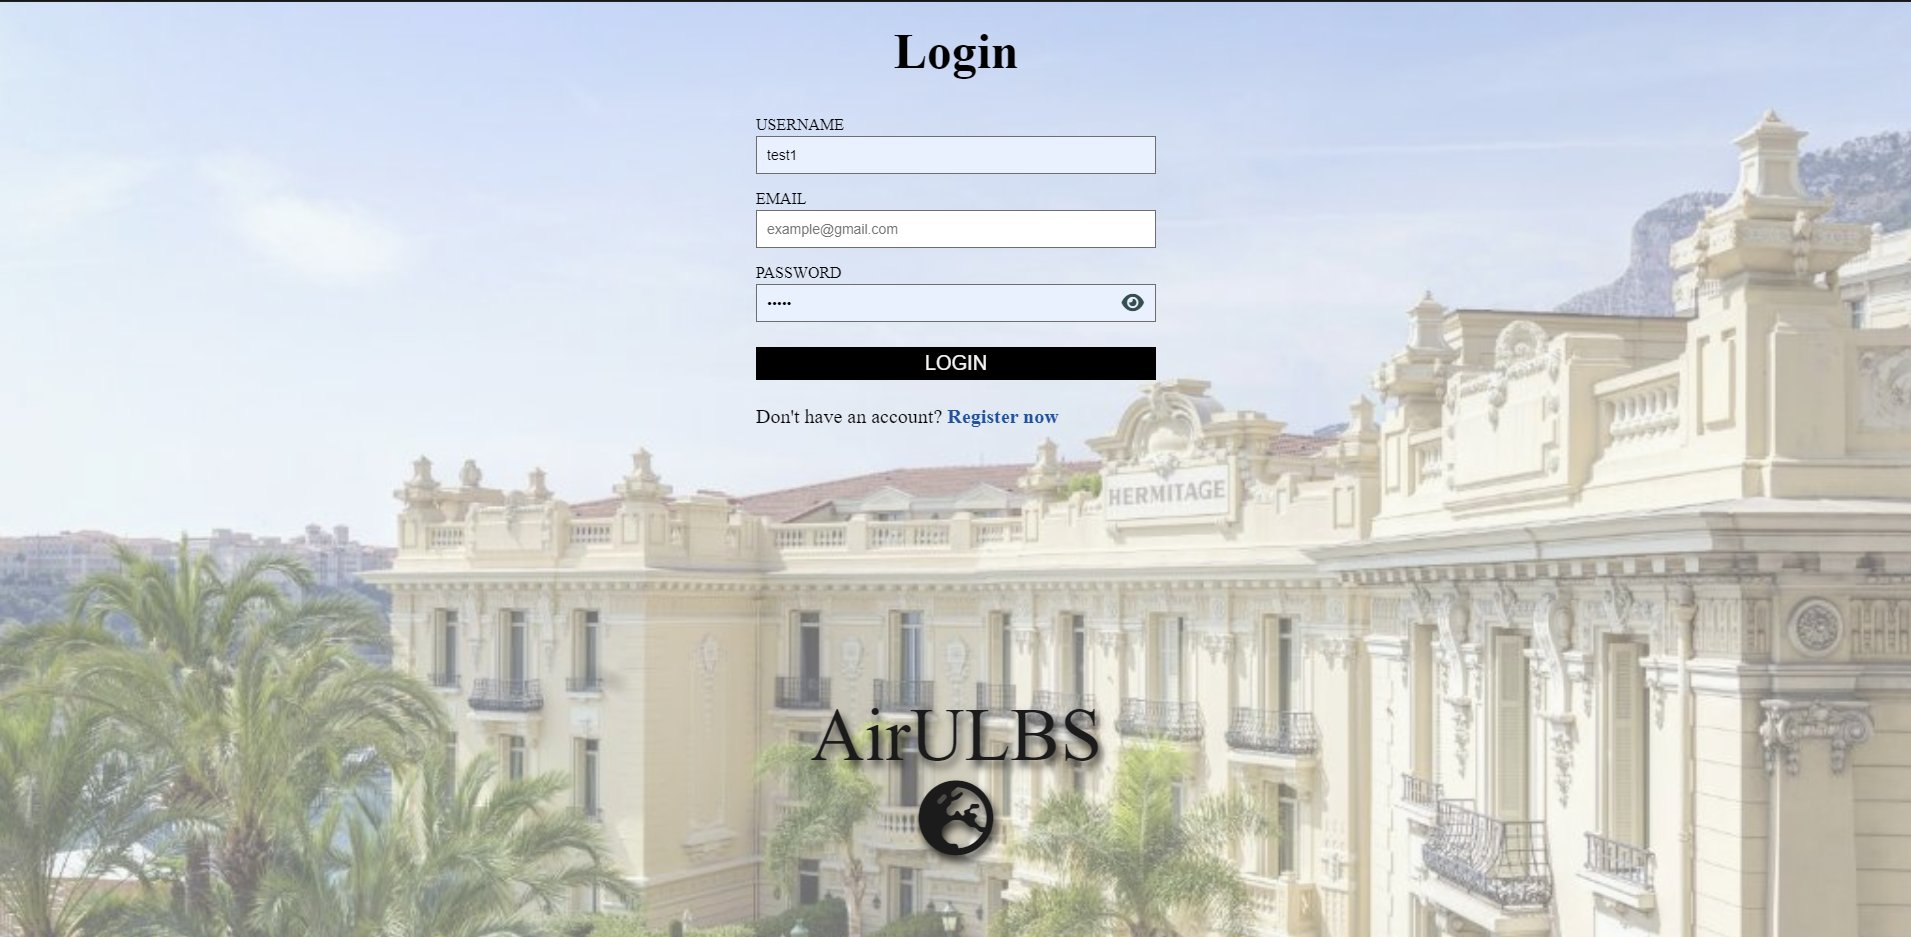 Login
USERNAME
test1
EMAIL
example@gmail.com
PASSWORD
•••••
LOGIN
Don't have an account? Register now
HERMITAGE
AirULBS